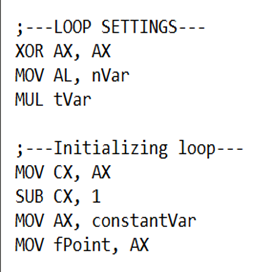 ;---LOOP SETTINGS---
XOR AX, AX
MOV AL, nVar
MUL tVar
;---Initializing loop---
MOV CX, AX
SUB CX, 1
MOV AX, constantVar
MOV fPoint, AX